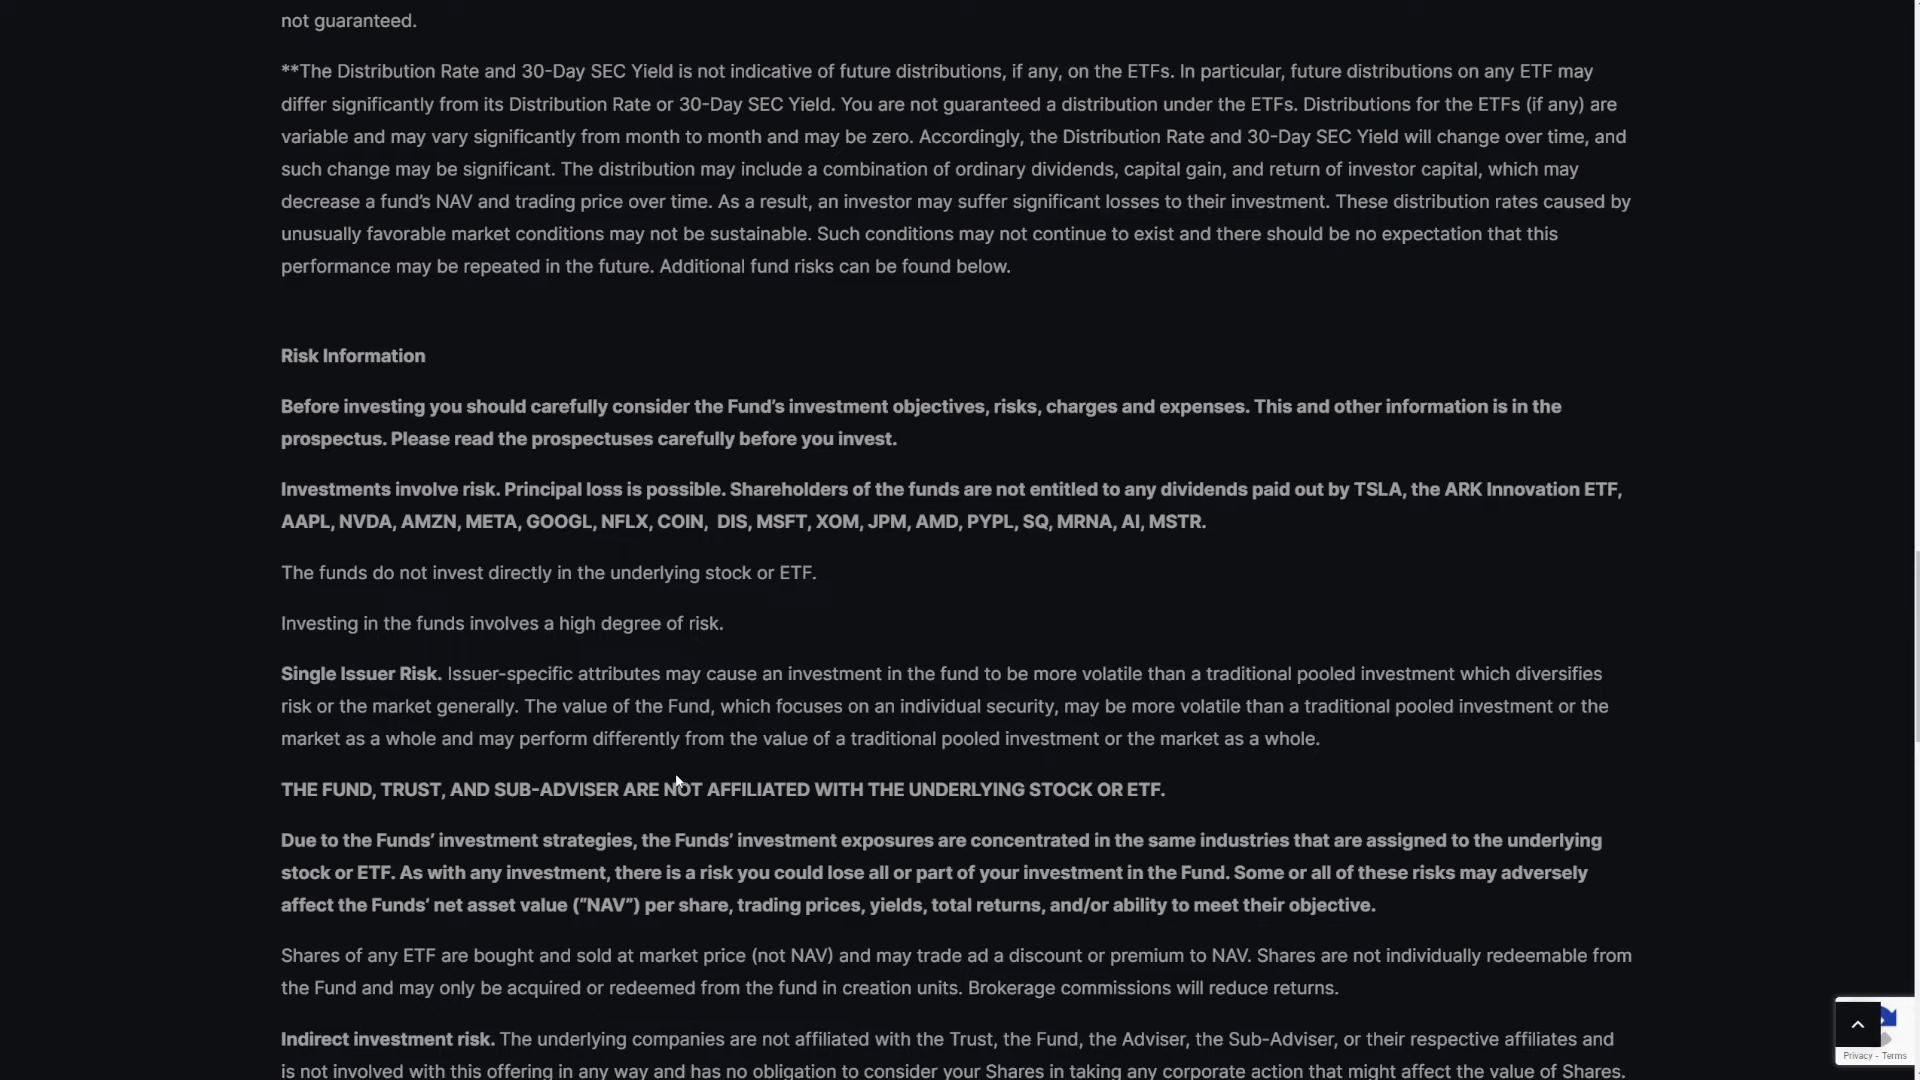 not guaranteed.
**The Distribution Rate and 30-Day SEC Yield is not indicative of future distributions, if any, on the ETFs. In particular, future distributions on any ETF may
differ significantly from its Distribution Rate or 30-Day SEC Yield. You are not guaranteed a distribution under the ETFs. Distributions for the ETFs (if any) are
variable and may vary significantly from month to month and may be zero. Accordingly, the Distribution Rate and 30-Day SEC Yield will change over time, and
such change may be significant. The distribution may include a combination of ordinary dividends, capital gain, and return of investor capital, which may
decrease a fund’s NAV and trading price over time. As a result, an investor may suffer significant losses to their investment. These distribution rates caused by
unusually favorable market conditions may not be sustainable. Such conditions may not continue to exist and there should be no expectation that this
performance may be repeated in the future. Additional fund risks can be found below.
Risk Information
Before investing you should carefully consider the Fund’s investment objectives, risks, charges and expenses. This and other information is in the
prospectus. Please read the prospectuses carefully before you invest.
Investments involve risk. Principal loss is possible. Shareholders of the funds are not entitled to any dividends paid out by TSLA, the ARK Innovation ETF,
AAPL, NVDA, AMZN, META, GOOGL, NFLX, COIN,  DIS, MSFT, XOM, JPM, AMD, PYPL, SQ, MRNA, AI, MSTR.
The funds do not invest directly in the underlying stock or ETF.
Investing in the funds involves a high degree of risk.
Single Issuer Risk. Issuer-specific attributes may cause an investment in the fund to be more volatile than a traditional pooled investment which diversifies
risk or the market generally. The value of the Fund, which focuses on an individual security, may be more volatile than a traditional pooled investment or the
market as a whole and may perform differently from the value of a traditional pooled investment or the market as a whole.
THE FUND, TRUST, AND SUB-ADVISER ARE NOT AFFILIATED WITH THE UNDERLYING STOCK OR ETF.
Due to the Funds’ investment strategies, the Funds’ investment exposures are concentrated in the same industries that are assigned to the underlying
stock or ETF. As with any investment, there is a risk you could lose all or part of your investment in the Fund. Some or all of these risks may adversely
affect the Funds’ net asset value (“NAV”) per share, trading prices, yields, total returns, and/or ability to meet their objective.
Shares of any ETF are bought and sold at market price (not NAV) and may trade ad a discount or premium to NAV. Shares are not individually redeemable from
the Fund and may only be acquired or redeemed from the fund in creation units. Brokerage commissions will reduce returns.
Indirect investment risk. The underlying companies are not affiliated with the Trust, the Fund, the Adviser, the Sub-Adviser, or their respective affiliates and
is not involved with this offering in any way and has no obligation to consider your Shares in taking any corporate action that might affect the value of Shares.
Privacy - Terms